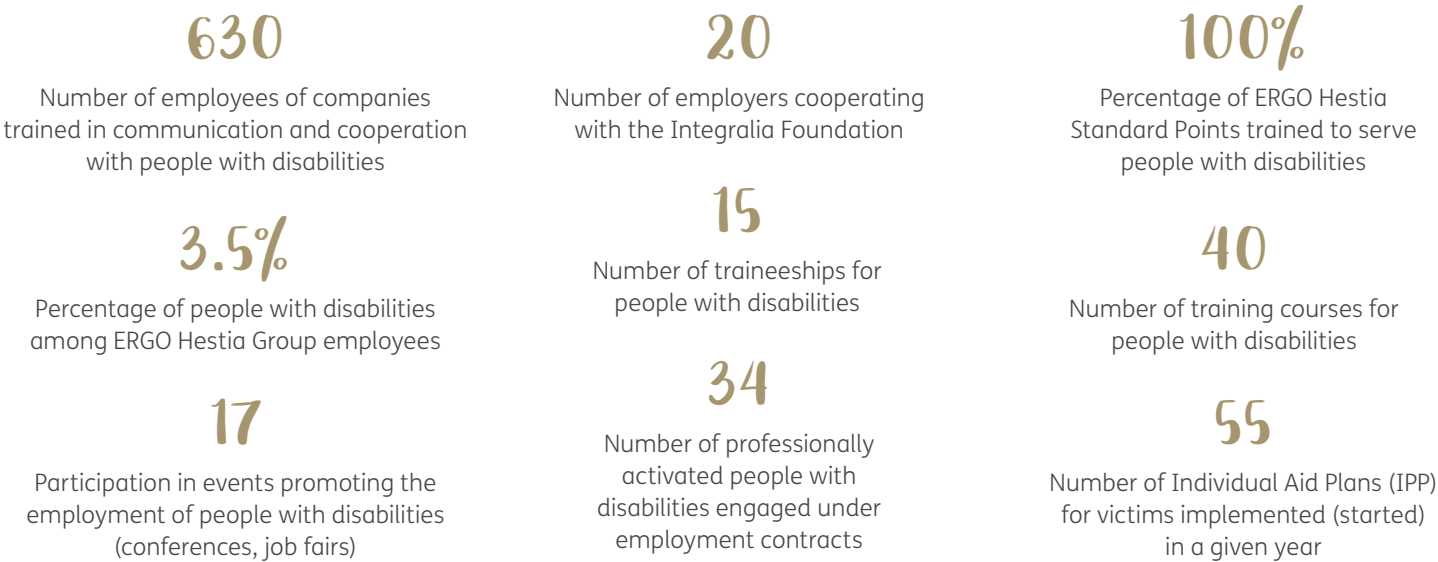 630
Number of employees of companies
trained in communication and cooperation
with people with disabilities
3.5%
Percentage of people with disabilities
among ERGO Hestia Group employees
17
Participation in events promoting the
employment of people with disabilities
(conferences, job fairs)
20
Number of employers cooperating
with the Integralia Foundation
15
Number of traineeships for
people with disabilities
34
Number of professionally
activated people with
disabilities engaged under
employment contracts
100%
Percentage of ERGO Hestia
Standard Points trained to serve
people with disabilities
40
Number of training courses for
people with disabilities
55
Number of Individual Aid Plans (IPP)
for victims implemented (started)
in a given year